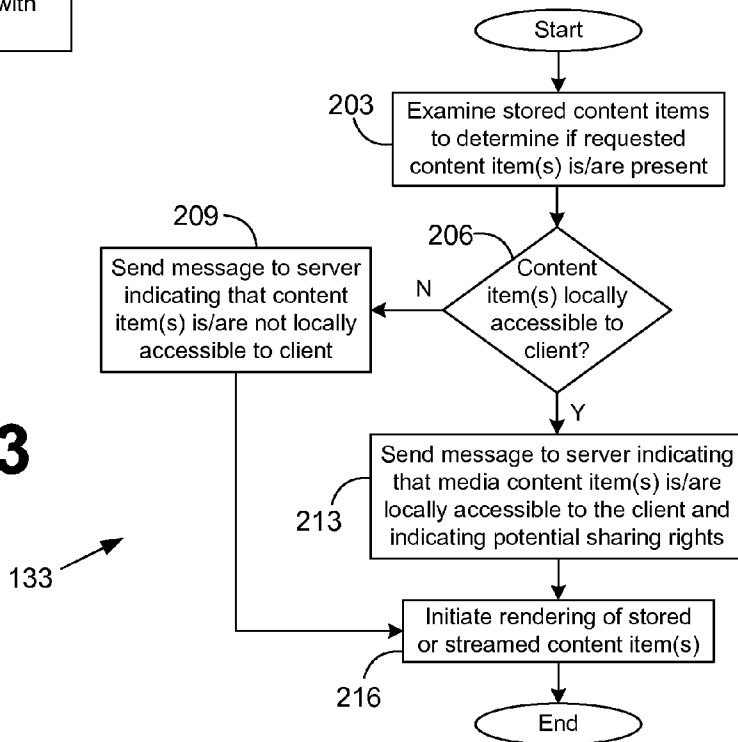 with
Start
203
Examine stored content items
to determine if requested
content item(s) is/are present
209
206
Send message to server
indicating that content
item(s) is/are not locally
accessible to client
N
Content
item(s) locally
accessible to
client?
Y
3
Send message to server indicating
that media content item(s) is/are
locally accessible to the client and
indicating potential sharing rights
213
133
Initiate rendering of stored
or streamed content item(s)
216
End